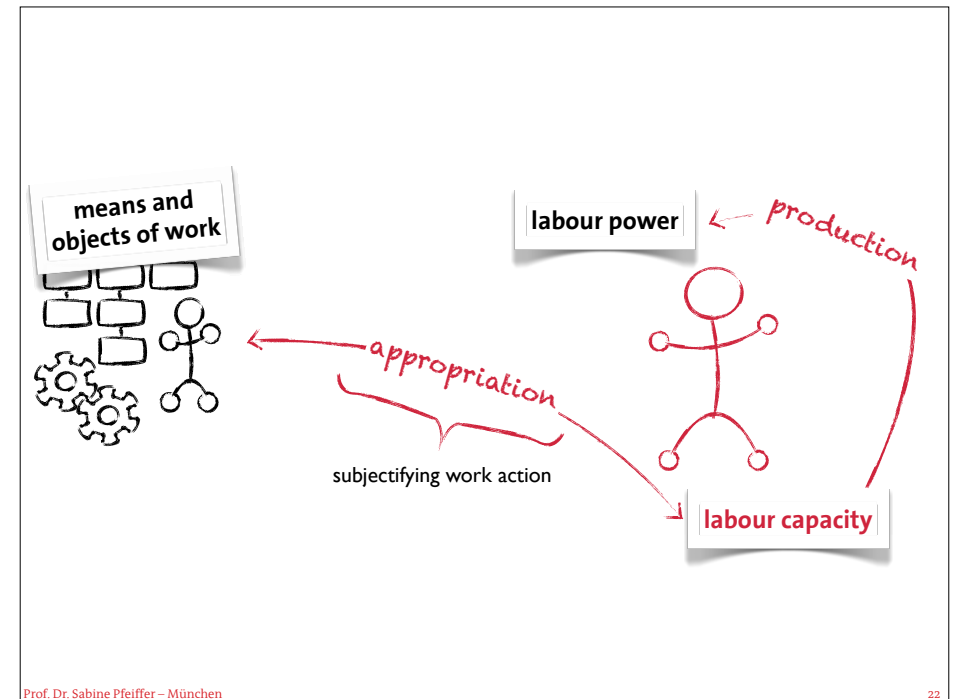 means and
objects of work
labour power
production
appropriation
subjectifying work action
labour capacity
Prof. Dr. Sabine Pfeiffer – München
22